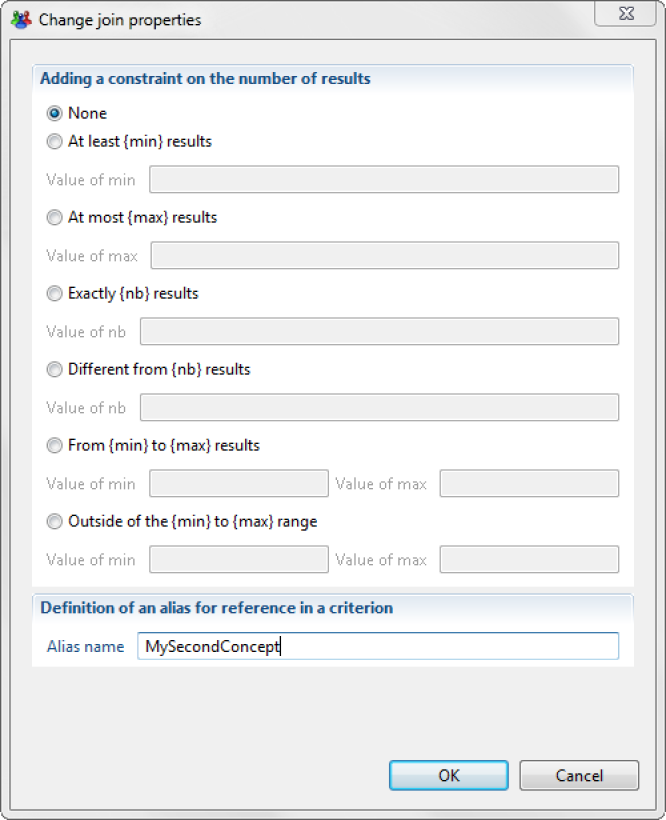 Change join properties
Adding a constraint on the number of results
None
At least {min} results
Value of min
At most {max} results
Value of max
Exactly {nb} results
Value of nb
Different from {nb} results
Value of nb
From {min} to {max} results
Value of min Value of max
Outside of the {min} to {max} range
Value of min Value of max
Definition of an alias for reference in a criterion
Alias name MySecondConcept
OK Cancel